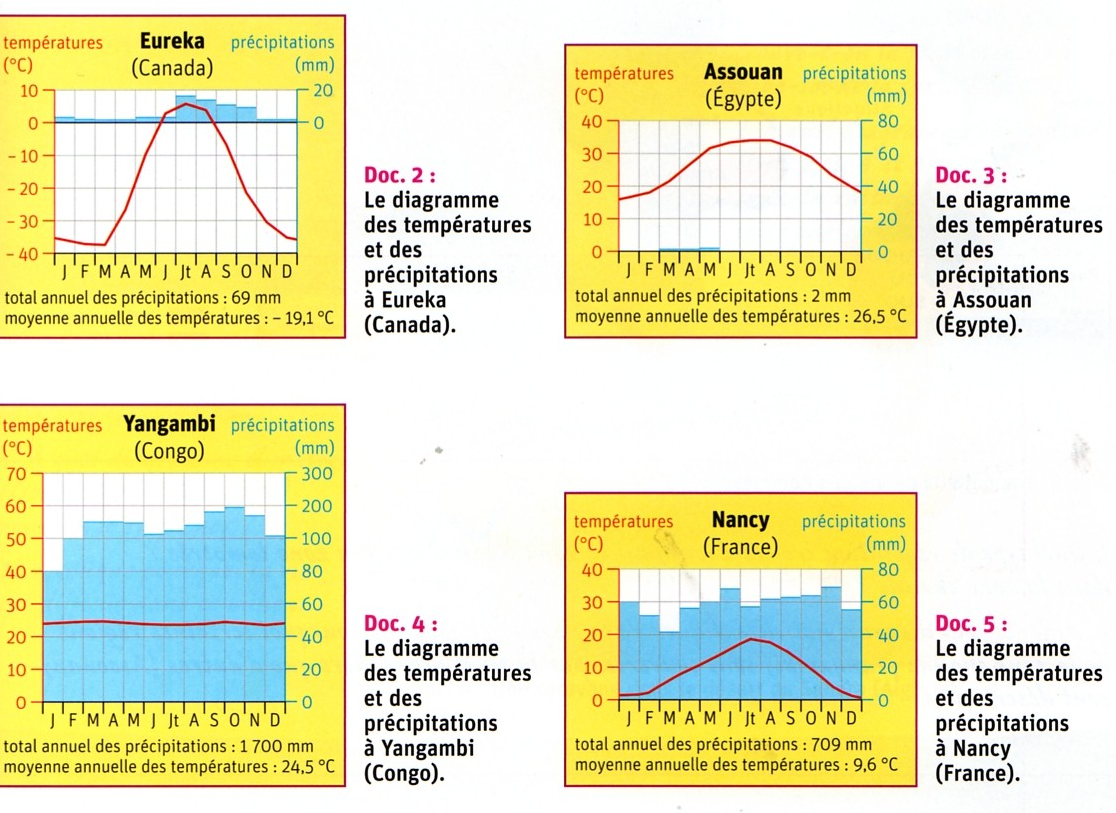 températures
(°C)
Eureka
(Canada)
précipitations
(mm)
10
0
– 10
– 20
– 30
– 40
20
0
J F M A M J Jt A S O N D
total annuel des précipitations : 69 mm
moyenne annuelle des températures : – 19,1 °C
Doc. 2 :
Le diagramme
des températures
et des
précipitations
à Eureka
(Canada).
températures
(°C)
Assouan
(Égypte)
précipitations
(mm)
40
30
20
10
0
80
60
40
20
0
J F M A M J Jt A S O N D
total annuel des précipitations : 2 mm
moyenne annuelle des températures : 26,5 °C
Doc. 3 :
Le diagramme
des températures
et des
précipitations
à Assouan
(Égypte).
températures
(°C)
Yangambi
(Congo)
précipitations
(mm)
70
60
50
40
30
20
10
0
300
200
100
80
60
40
20
0
J F M A M J Jt A S O N D
total annuel des précipitations : 1 700 mm
moyenne annuelle des températures : 24,5 °C
Doc. 4 :
Le diagramme
des températures
et des
précipitations
à Yangambi
(Congo).
températures
(°C)
Nancy
(France)
précipitations
(mm)
40
30
20
10
0
80
60
40
20
0
J F M A M J Jt A S O N D
total annuel des précipitations : 709 mm
moyenne annuelle des températures : 9,6 °C
Doc. 5 :
Le diagramme
des températures
et des
précipitations
à Nancy
(France).